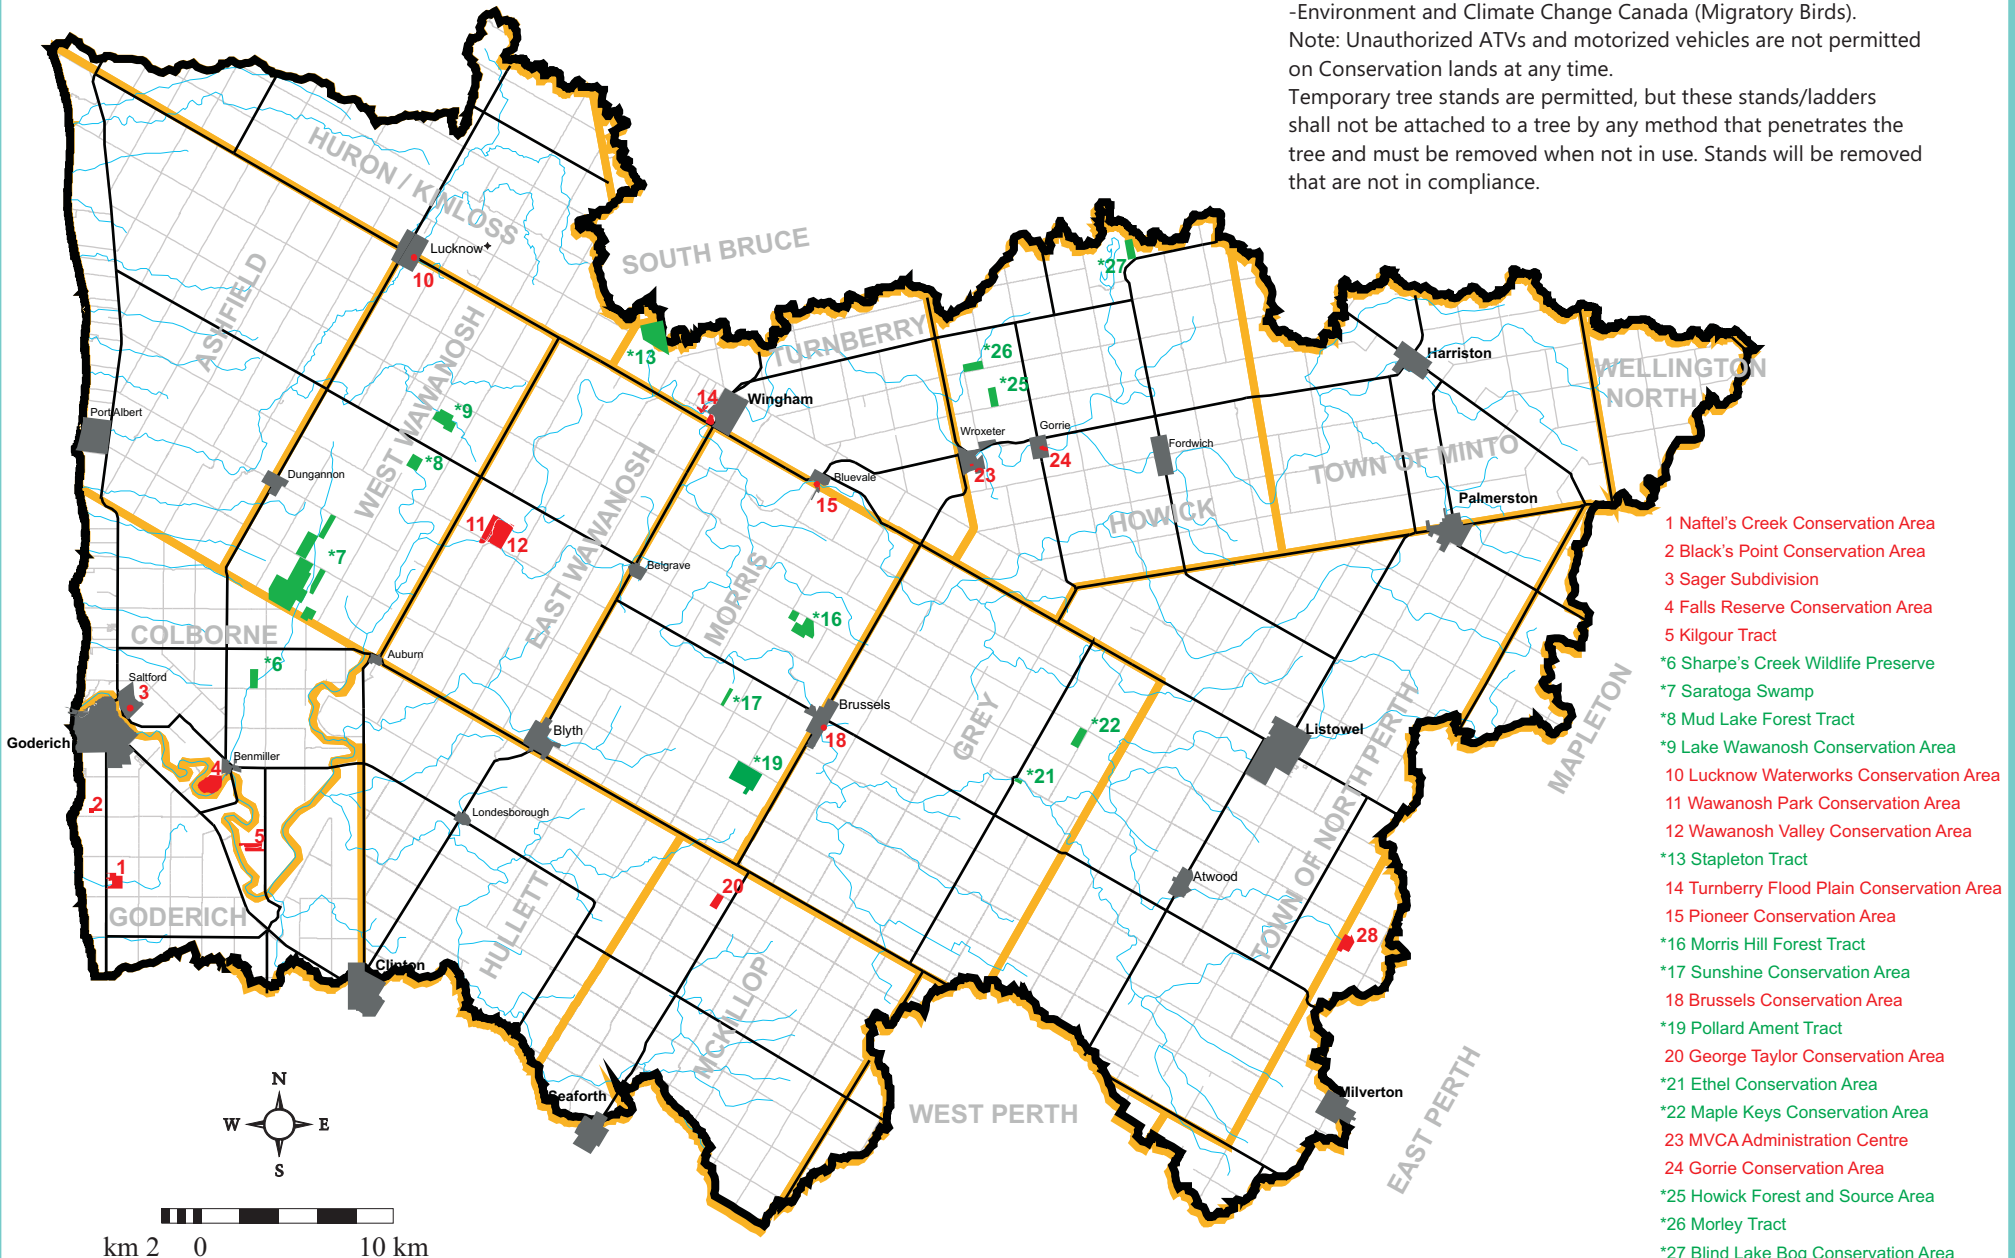 -Environment and Climate Change Canada (Migratory Birds).
Note: Unauthorized ATVs and motorized vehicles are not permitted
on Conservation lands at any time.
Temporary tree stands are permitted, but these stands/ladders
shall not be attached to a tree by any method that penetrates the
tree and must be removed when not in use. Stands will be removed
that are not in compliance.
HURON / KINLOSS
SOUTH BRUCE
Lucknow
10
*27
ASHFIELD
WEST WAWANOSH
*13
TURNBERRY
*26
*25
Harriston
WELLINGTON
NORTH
14
Wingham
Port Albert
*9
*8
Wroxeter
Gorrie
Fordwich
23
24
TOWN OF MINTO
Dungannon
Bluevale
15
HOWICK
Palmerston
11
12
EAST WAWANOSH
*7
Belgrave
MORRIS
*16
COLBORNE
*6
Auburn
Saltford
3
*17
Brussels
18
GREY
*22
Listowel
MAPLETON
Goderich
Benmiller
4
Blyth
*19
*21
TOWN OF NORTH PERTH
2
Londesborough
5
1
20
Atwood
GODERICH
HULLETT
28
Clinton
MCKILLOP
Seaforth
WEST PERTH
Milverton
EAST PERTH
N
W E
S
km 2 0 10 km
1 Naftel's Creek Conservation Area
2 Black's Point Conservation Area
3 Sager Subdivision
4 Falls Reserve Conservation Area
5 Kilgour Tract
*6 Sharpe's Creek Wildlife Preserve
*7 Saratoga Swamp
*8 Mud Lake Forest Tract
*9 Lake Wawanosh Conservation Area
10 Lucknow Waterworks Conservation Area
11 Wawanosh Park Conservation Area
12 Wawanosh Valley Conservation Area
*13 Stapleton Tract
14 Turnberry Flood Plain Conservation Area
15 Pioneer Conservation Area
*16 Morris Hill Forest Tract
*17 Sunshine Conservation Area
18 Brussels Conservation Area
*19 Pollard Ament Tract
20 George Taylor Conservation Area
*21 Ethel Conservation Area
*22 Maple Keys Conservation Area
23 MVCA Administration Centre
24 Gorrie Conservation Area
*25 Howick Forest and Source Area
*26 Morley Tract
*27 Blind Lake Bog Conservation Area